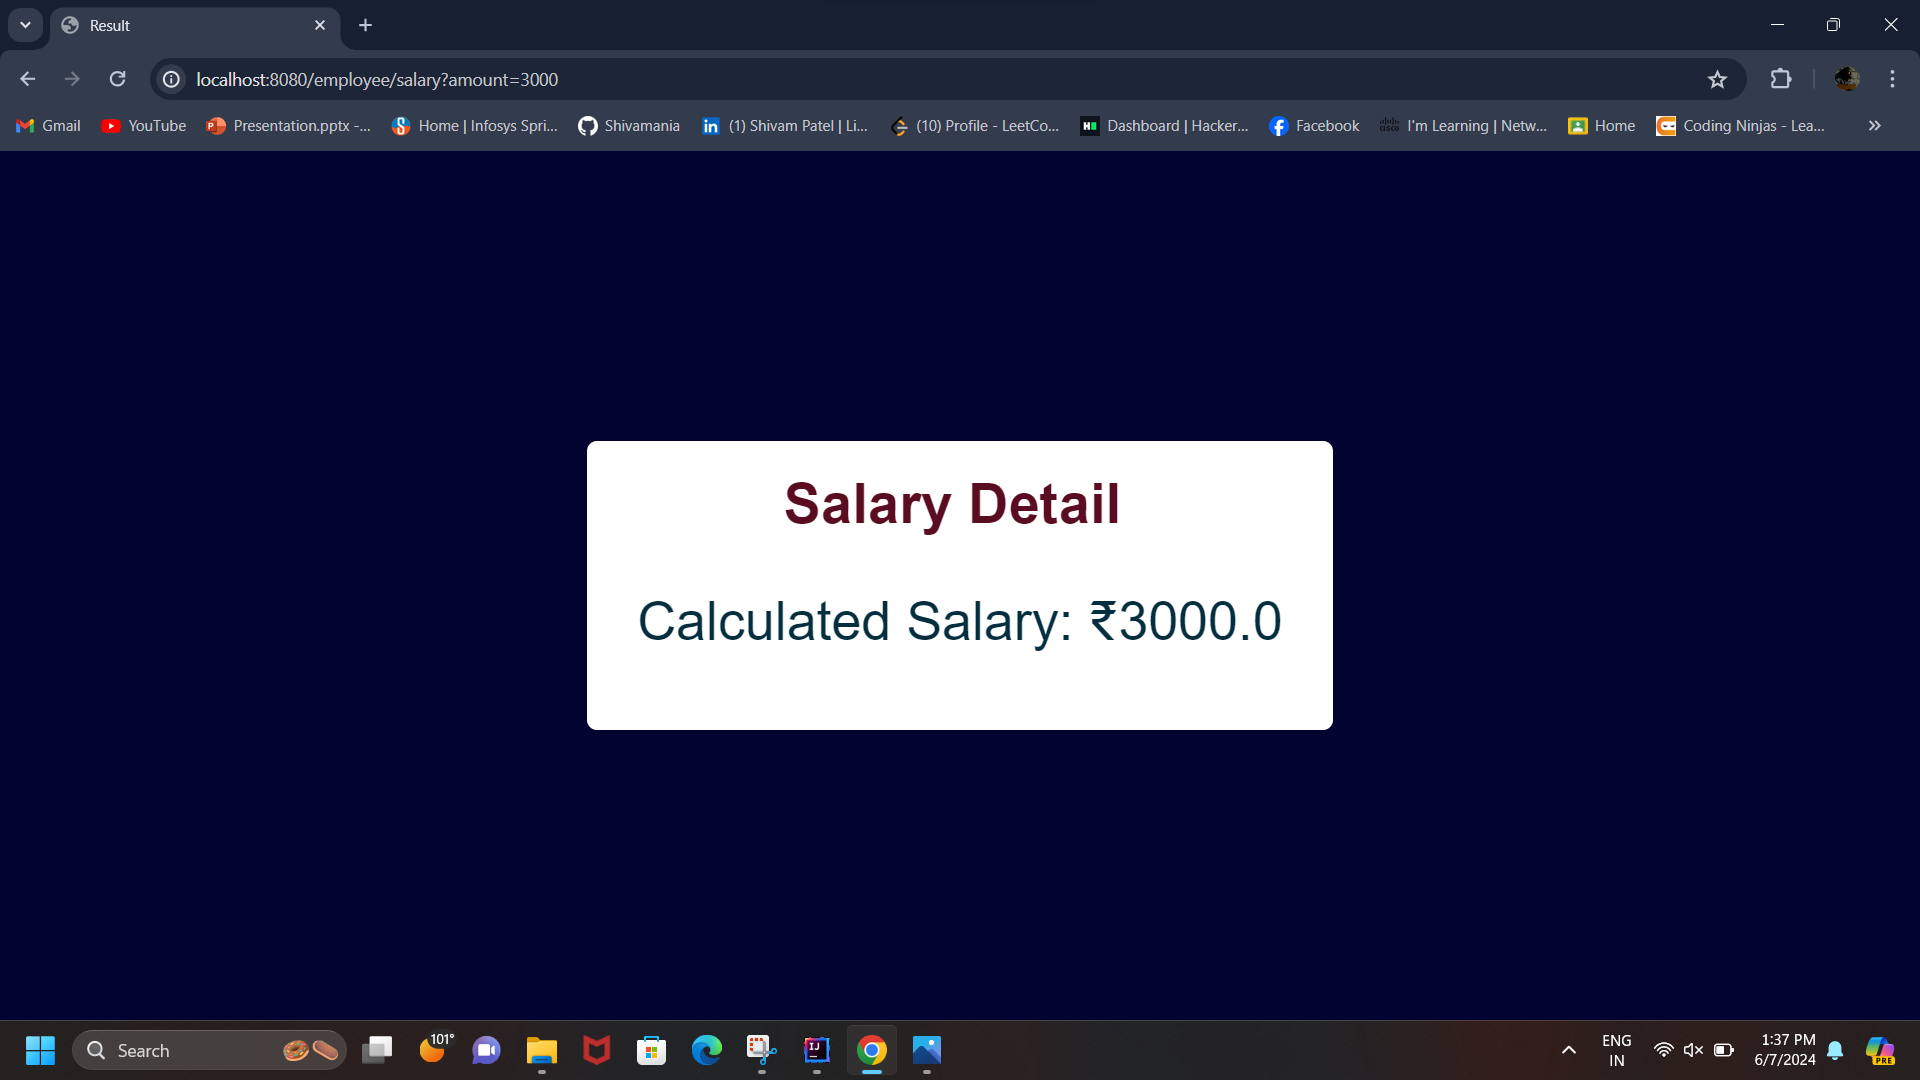 Result
localhost:8080/employee/salary?amount=3000
Gmail
YouTube
Presentation.pptx -...
Home | Infosys Spri...
Shivamania
(1) Shivam Patel | Li...
(10) Profile - LeetCo...
Dashboard | Hacker...
I'm Learning | Netw...
Facebook
Home
Coding Ninjas - Lea...
Salary Detail
Calculated Salary: ₹3000.0
Search
101°
ENG
IN
1:37 PM
6/7/2024
PRE